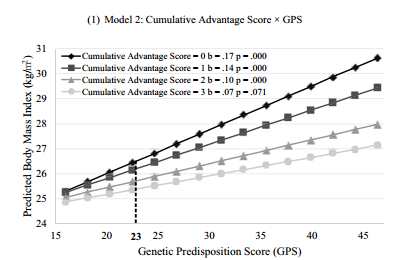 (1) Model 2: Cumulative Advantage Score × GPS
Predicted Body Mass Index (kg/m²)
31
30
29
28
27
26
25
24
Cumulative Advantage Score = 0 b = .17 p = .000
Cumulative Advantage Score = 1 b = .14 p = .000
Cumulative Advantage Score = 2 b = .10 p = .000
Cumulative Advantage Score = 3 b = .07 p = .071
15 20 23 25 30 35 40 45
Genetic Predisposition Score (GPS)